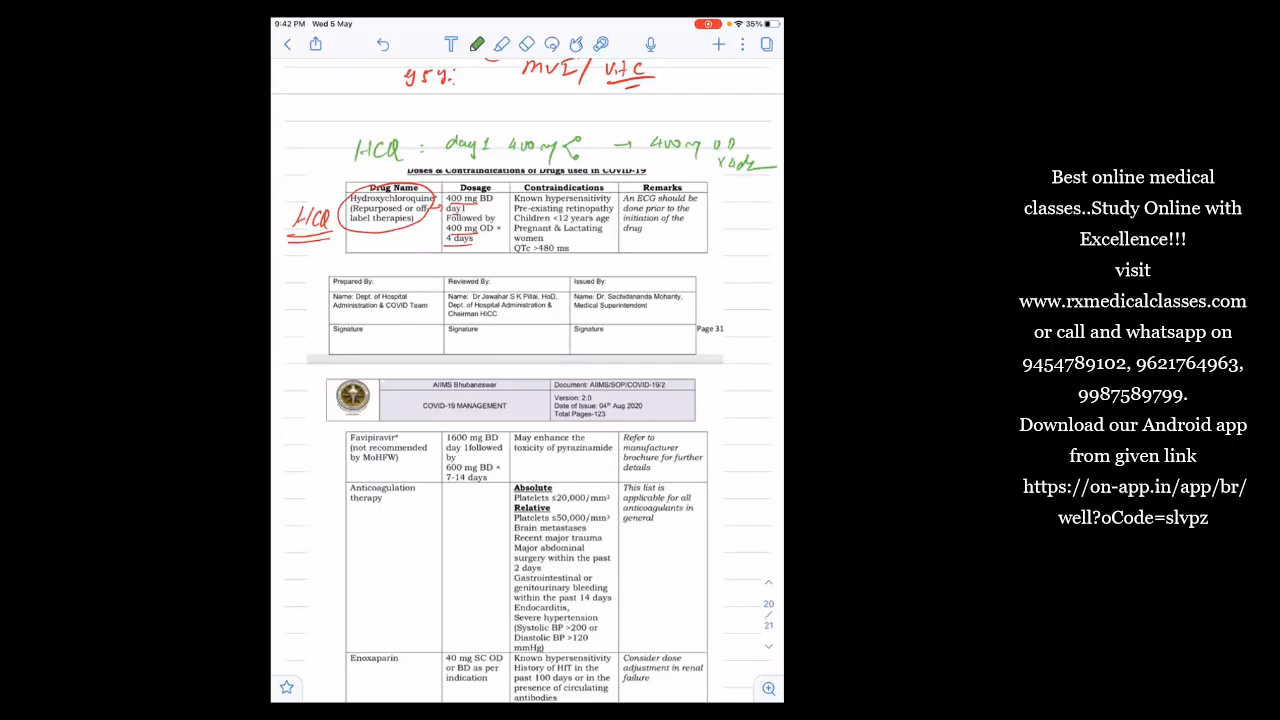 9:42 PM Wed 5 May
35%
y5y:
MVI/ Vit C
HCQ : day 1 400 mg → 400 mg OD
Doses & Contraindications of Drugs used in COVID-19
Drug Name Dosage Contraindications Remarks
HCQ
Hydroxychloroquine
(Repurposed or off-
label therapies)
400 mg BD
day1
Followed by
400 mg OD ×
4 days
Known hypersensitivity
Pre-existing retinopathy
Children <12 years age
Pregnant & Lactating
women
QTc >480 ms
An ECG should be
done prior to the
initiation of the
drug
Prepared By: Reviewed By: Issued By:
Name: Dept. of Hospital
Administration & COVID Team
Name: Dr Jawahar S K Pillai, HoD,
Dept. of Hospital Administration &
Chairman HICC
Name: Dr. Sachidananda Mohanty,
Medical Superintendent
Signature Signature Signature
Page 31
AIIMS Bhubaneswar
Document: AIIMS/SOP/COVID-19/2
COVID-19 MANAGEMENT
Version: 2.0
Date of Issue: 04th Aug 2020
Total Pages-123
Favipiravir*
(not recommended
by MoHFW)
1600 mg BD
day 1followed
by
600 mg BD ×
7-14 days
May enhance the
toxicity of pyrazinamide
Refer to
manufacturer
brochure for further
details
Anticoagulation
therapy
Absolute
Platelets ≤20,000/mm³
Relative
Platelets ≤50,000/mm³
Brain metastases
Recent major trauma
Major abdominal
surgery within the past
2 days
Gastrointestinal or
genitourinary bleeding
within the past 14 days
Endocarditis,
Severe hypertension
(Systolic BP >200 or
Diastolic BP >120
mmHg)
This list is
applicable for all
anticoagulants in
general
Enoxaparin
40 mg SC OD
or BD as per
indication
Known hypersensitivity
History of HIT in the
past 100 days or in the
presence of circulating
antibodies
Consider dose
adjustment in renal
failure
20
/
21
Best online medical
classes..Study Online with
Excellence!!!
visit
www.rxmedicalclasses.com
or call and whatsapp on
9454789102, 9621764963,
9987589799.
Download our Android app
from given link
https://on-app.in/app/br/
well?oCode=slvpz